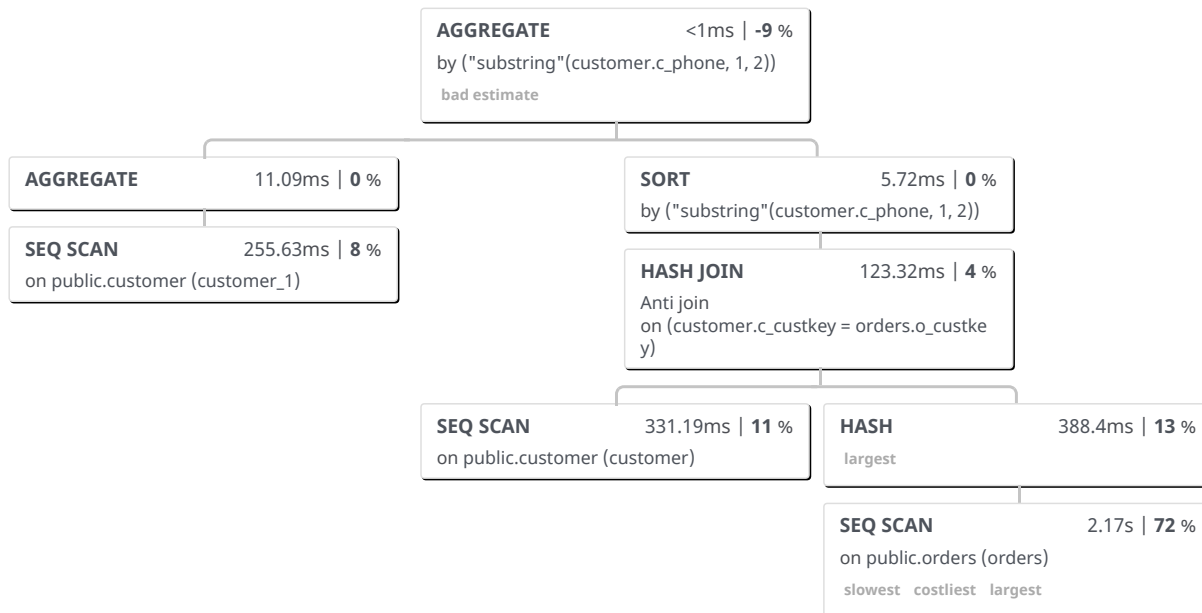 AGGREGATE <1ms | -9 %
by ("substring"(customer.c_phone, 1, 2))
bad estimate
AGGREGATE 11.09ms | 0 %
SORT 5.72ms | 0 %
by ("substring"(customer.c_phone, 1, 2))
SEQ SCAN 255.63ms | 8 %
on public.customer (customer_1)
HASH JOIN 123.32ms | 4 %
Anti join
on (customer.c_custkey = orders.o_custke
y)
SEQ SCAN 331.19ms | 11 %
on public.customer (customer)
HASH 388.4ms | 13 %
largest
SEQ SCAN 2.17s | 72 %
on public.orders (orders)
slowest costliest largest